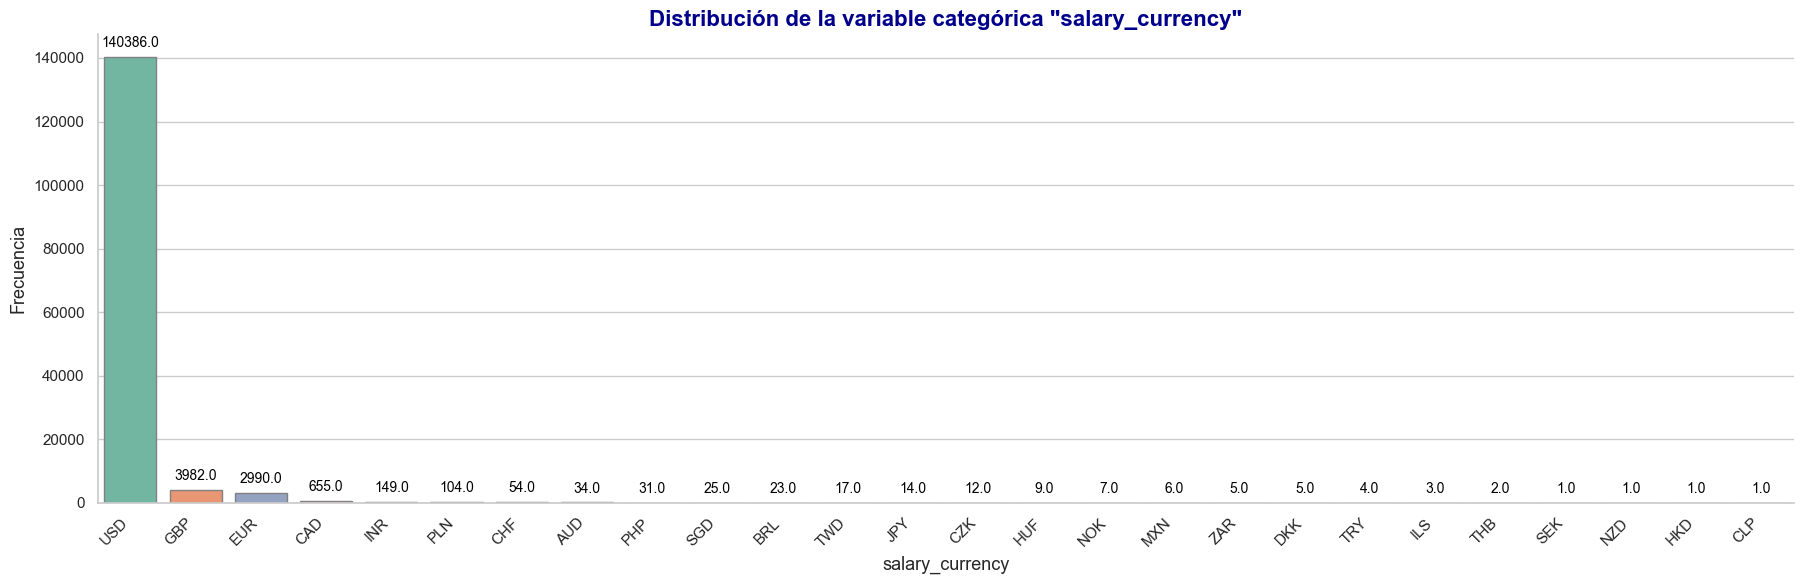 Distribución de la variable categórica "salary_currency"
140386.0
140000
120000
100000
80000
60000
40000
20000
0
Frecuencia
3982.0
2990.0
655.0
149.0
104.0
54.0
34.0
31.0
25.0
23.0
17.0
14.0
12.0
9.0
7.0
6.0
5.0
5.0
4.0
3.0
2.0
1.0
1.0
1.0
1.0
USD
GBP
EUR
CAD
INR
PLN
CHF
AUD
PHP
SGD
BRL
TWD
JPY
CZK
HUF
NOK
MXN
ZAR
DKK
TRY
ILS
THB
SEK
NZD
HKD
CLP
salary_currency